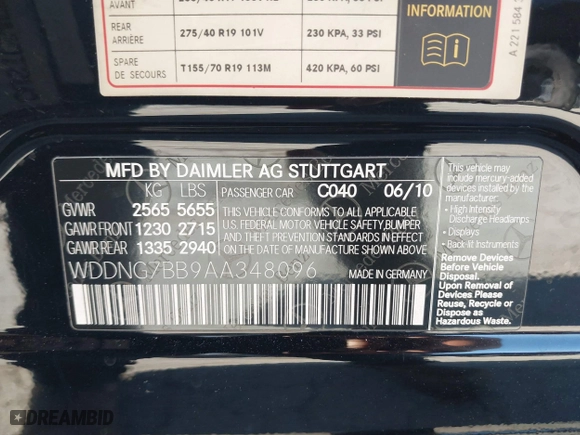 AVANT
REAR
ARRIÈRE
275/40 R19 101V
230 KPA, 33 PSI
SPARE
DE SECOURS
T155/70 R19 113M
420 KPA, 60 PSI
INFORMATION
A 221 584
MFD BY DAIMLER AG STUTTGART
KG LBS PASSENGER CAR C040 06/10
GVWR 2565 5655
GAWR FRONT 1230 2715
GAWR REAR 1335 2940
THIS VEHICLE CONFORMS TO ALL APPLICABLE U.S.
FEDERAL MOTOR VEHICLE SAFETY, BUMPER
AND THEFT PREVENTION STANDARDS IN EFFECT ON
THE DATE OF MANUFACTURE SHOWN ABOVE.
WDDNG7BB9AA348096
MADE IN GERMANY
This vehicle may
include mercury-added
devices installed by the
manufacturer:
• High Intensity
Discharge Headlamps
• Displays
• Back-lit Instruments
Remove Devices
Before Vehicle
Disposal.
Upon Removal of
Devices Please
Reuse, Recycle or
Dispose as
Hazardous Waste.
DREAMBID